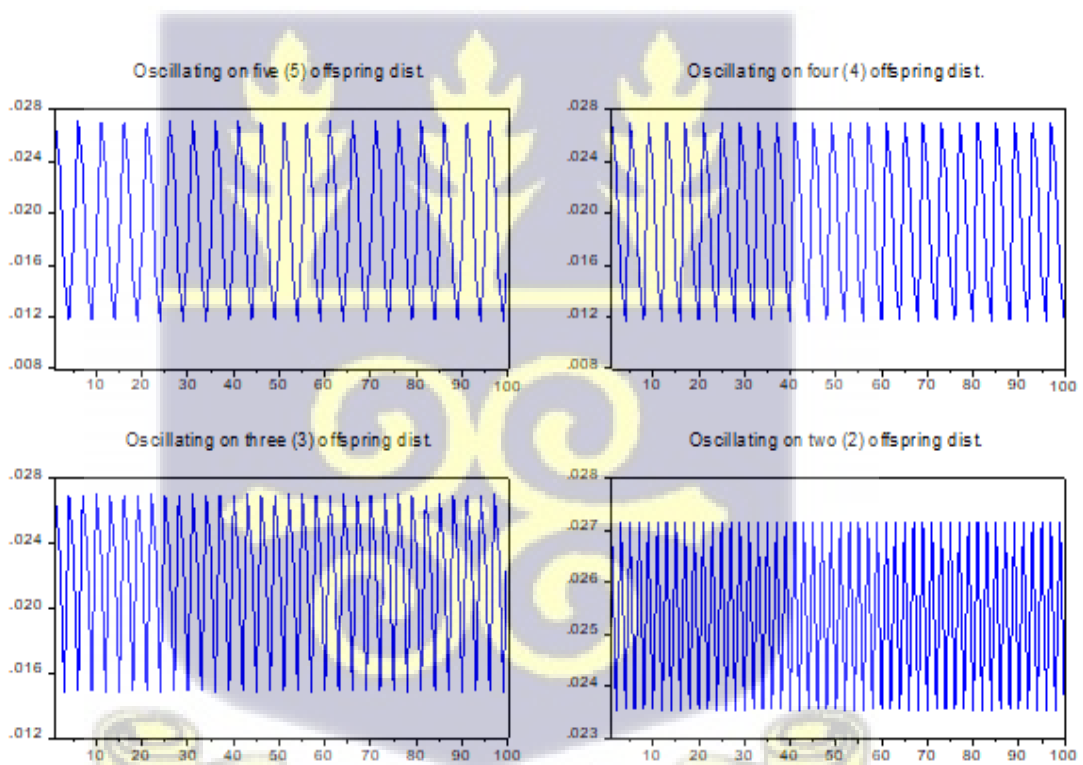 Oscillating on five (5) offspring dist.
.028
.024
.020
.016
.012
.008
10 20 30 40 50 60 70 80 90 100
Oscillating on four (4) offspring dist.
.028
.024
.020
.016
.012
.008
10 20 30 40 50 60 70 80 90 100
Oscillating on three (3) offspring dist.
.028
.024
.020
.016
.012
10 20 30 40 50 60 70 80 90 100
Oscillating on two (2) offspring dist.
.028
.027
.026
.025
.024
.023
10 20 30 40 50 60 70 80 90 100